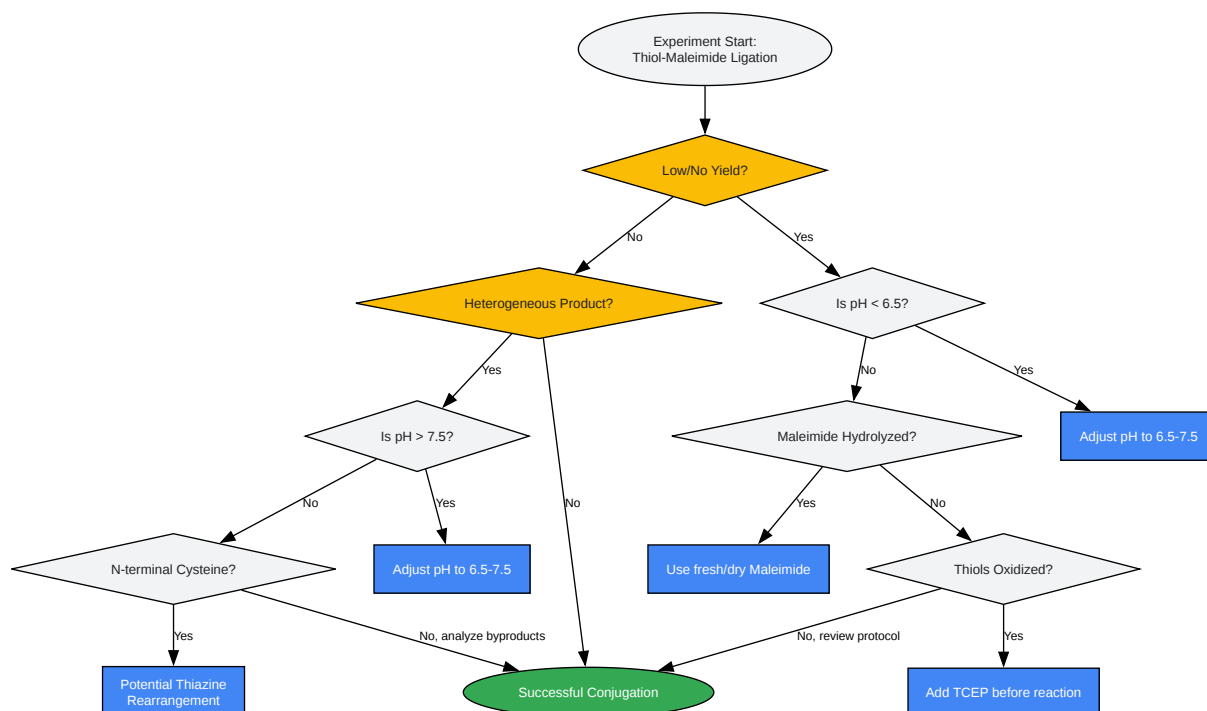 Experiment Start:
Thiol-Maleimide Ligation
Low/No Yield?
No
Yes
Heterogeneous Product?
Is pH < 6.5?
Yes
No
No
Yes
Is pH > 7.5?
Maleimide Hydrolyzed?
Adjust pH to 6.5-7.5
No
Yes
Yes
No
N-terminal Cysteine?
Adjust pH to 6.5-7.5
Use fresh/dry Maleimide
Thiols Oxidized?
Yes
No, analyze byproducts
No, review protocol
Yes
Potential Thiazine
Rearrangement
Successful Conjugation
Add TCEP before reaction